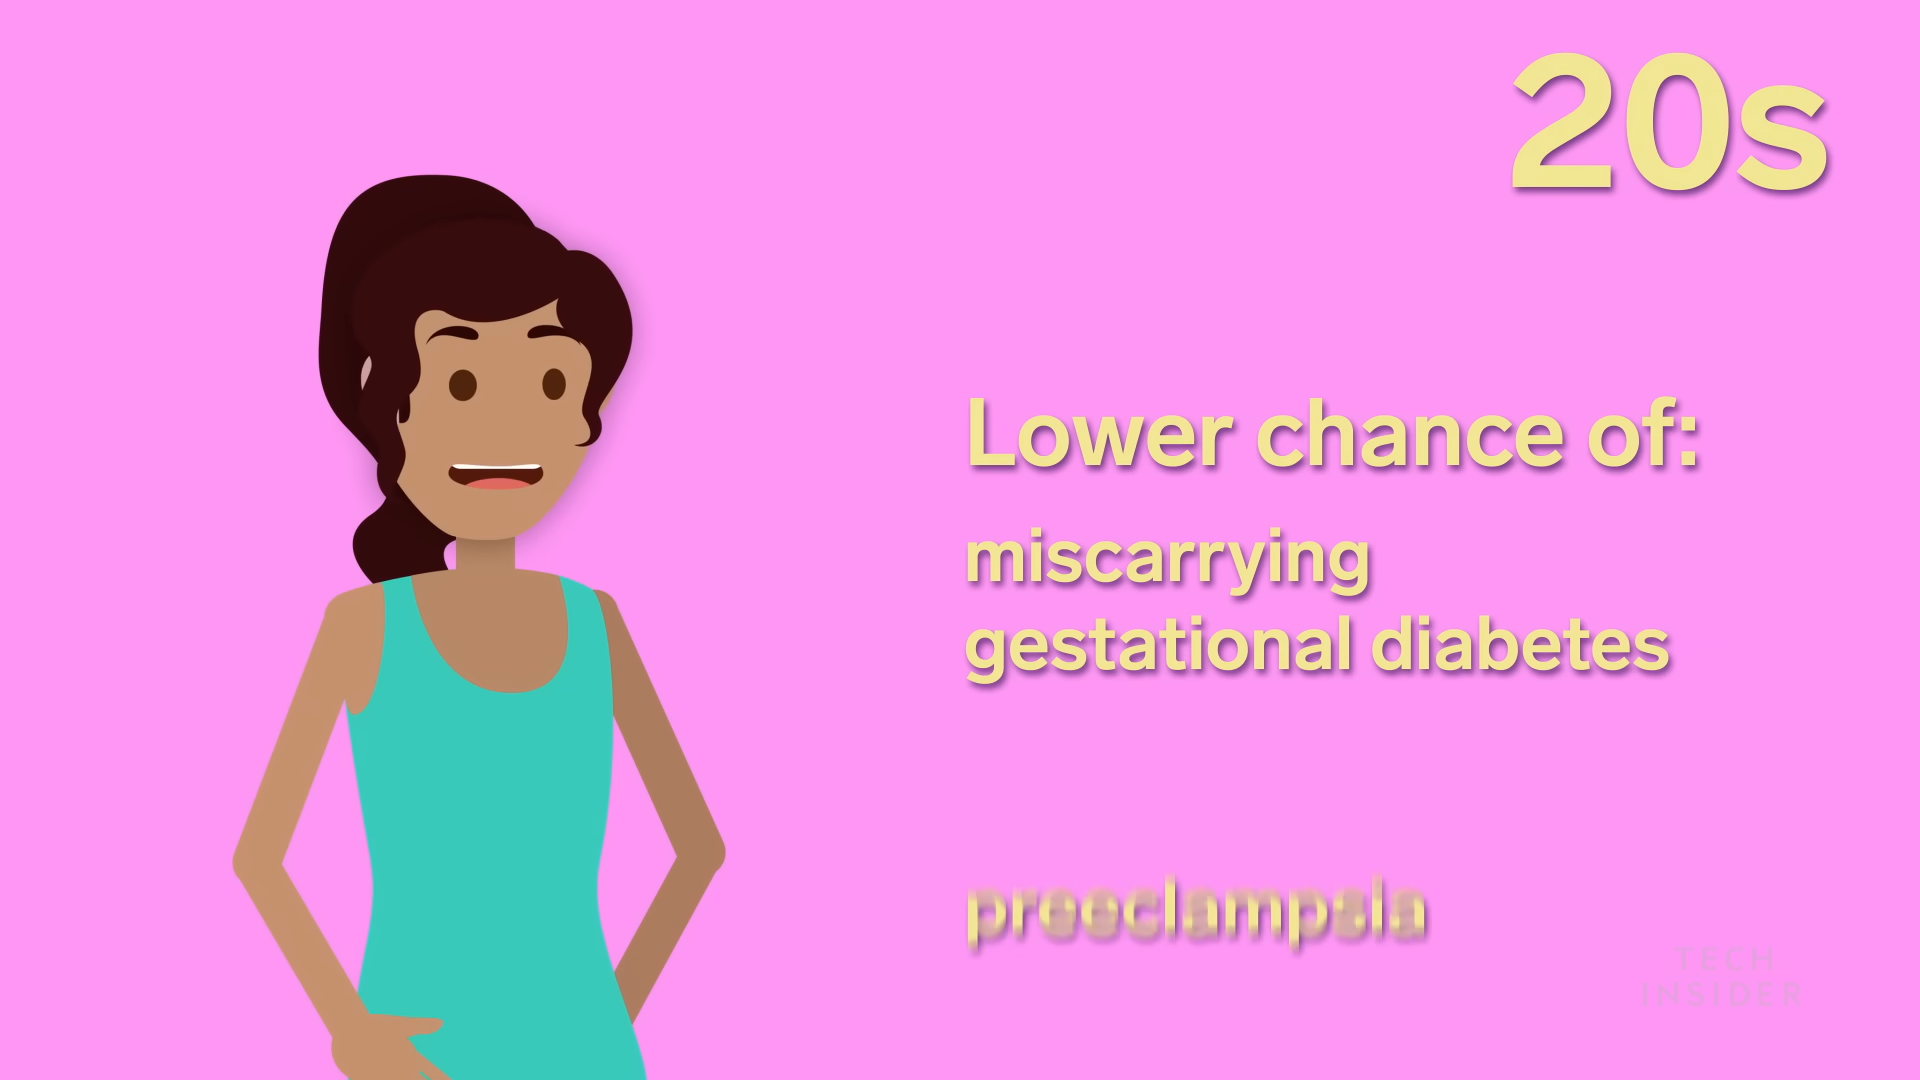 20s
Lower chance of:
miscarrying
gestational diabetes
preeclampsia
TECH
INSIDER